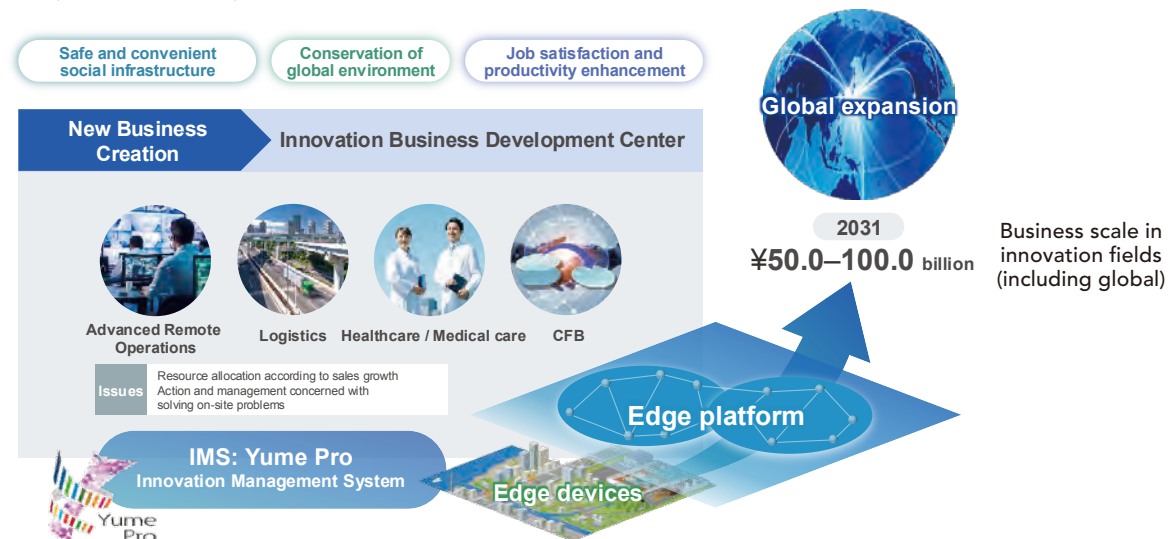 Safe and convenient
social infrastructure
Conservation of
global environment
Job satisfaction and
productivity enhancement
New Business
Creation
Innovation Business Development Center
Global expansion
2031
¥50.0–100.0 billion
Business scale in
innovation fields
(including global)
Advanced Remote
Operations
Logistics
Healthcare / Medical care
CFB
Issues
Resource allocation according to sales growth
Action and management concerned with
solving on-site problems
Edge platform
IMS: Yume Pro
Innovation Management System
Edge devices
Yume
Pro